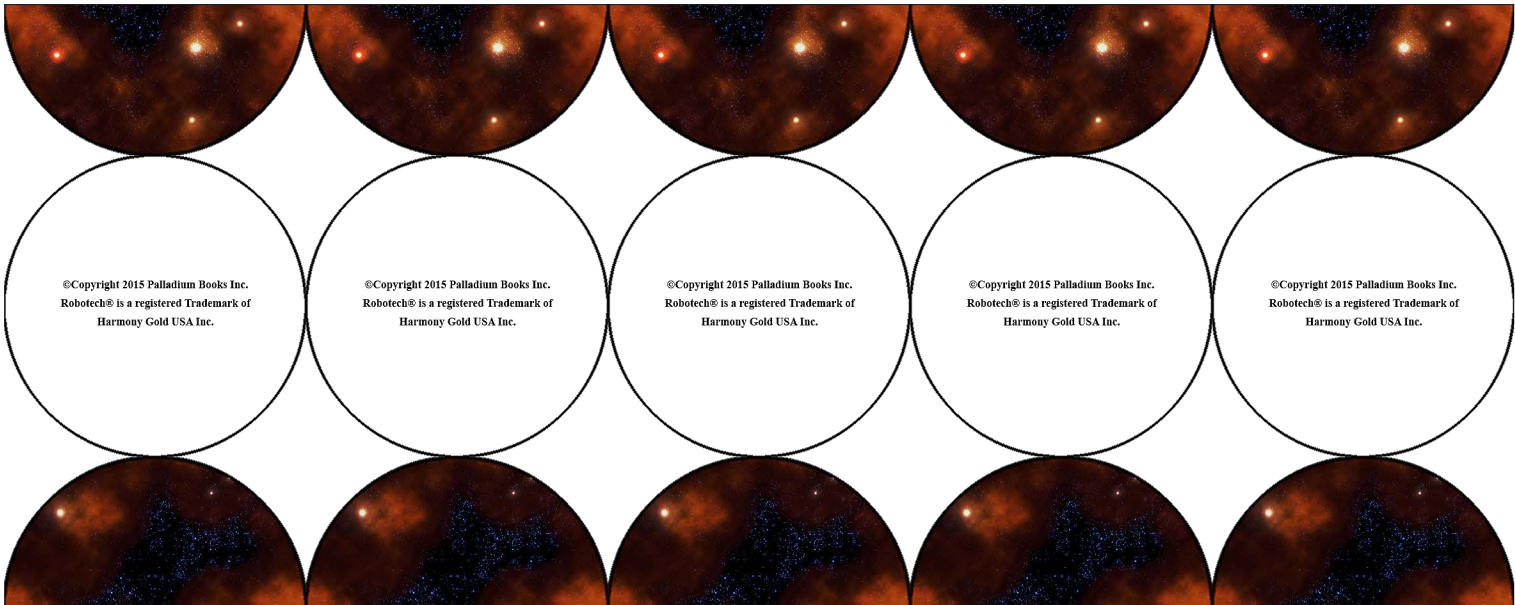 ©Copyright 2015 Palladium Books Inc.
Robotech® is a registered Trademark of
Harmony Gold USA Inc.
©Copyright 2015 Palladium Books Inc.
Robotech® is a registered Trademark of
Harmony Gold USA Inc.
©Copyright 2015 Palladium Books Inc.
Robotech® is a registered Trademark of
Harmony Gold USA Inc.
©Copyright 2015 Palladium Books Inc.
Robotech® is a registered Trademark of
Harmony Gold USA Inc.
©Copyright 2015 Palladium Books Inc.
Robotech® is a registered Trademark of
Harmony Gold USA Inc.